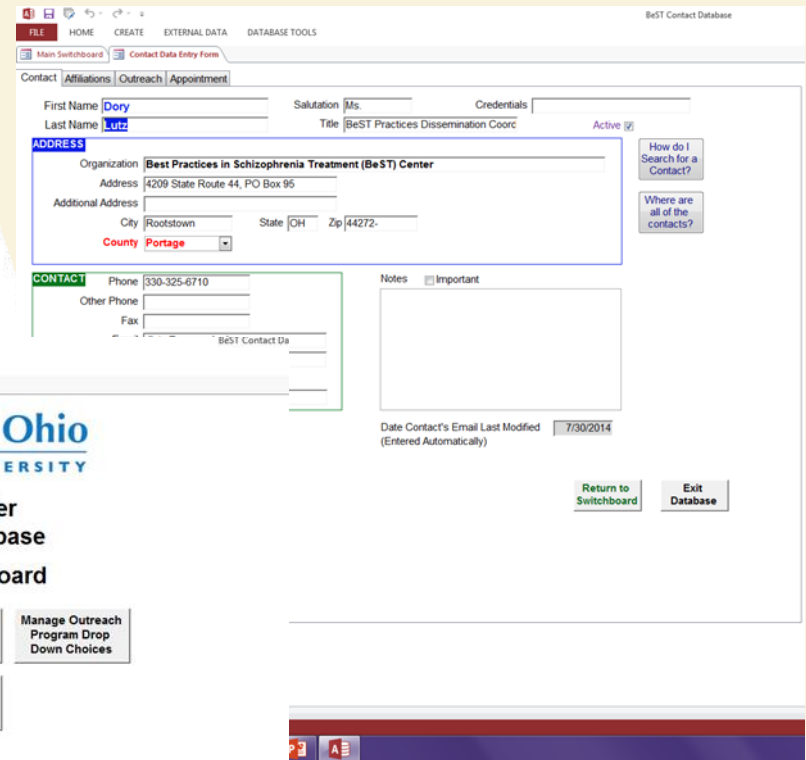 BeST Contact Database
FILE HOME CREATE EXTERNAL DATA DATABASE TOOLS
Main Switchboard Contact Data Entry Form
Contact Affiliations Outreach Appointment
First Name Dory Salutation Ms. Credentials
Last Name Lutz Title BeST Practices Dissemination Coorc Active
ADDRESS
Organization Best Practices in Schizophrenia Treatment (BeST) Center
Address 4209 State Route 44, PO Box 95
Additional Address
City Rootstown State OH Zip 44272-
County Portage
How do I
Search for a
Contact?
Where are
all of the
contacts?
CONTACT Phone 330-325-6710
Other Phone
Fax
Notes Important
BeST Contact Da
Date Contact's Email Last Modified 7/30/2014
(Entered Automatically)
Return to
Switchboard
Exit
Database
Ohio
ERSITY
er
base
oard
Manage Outreach
Program Drop
Down Choices